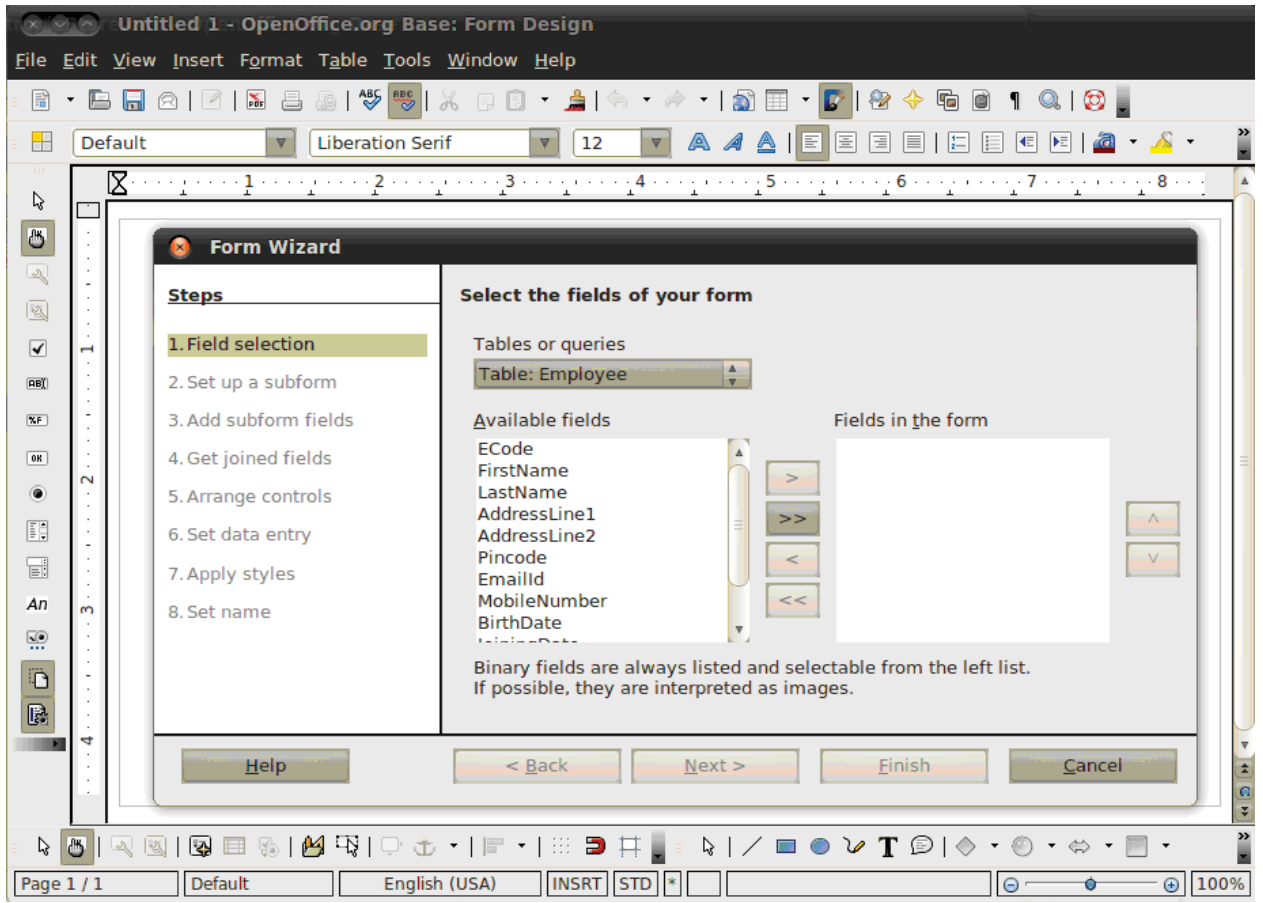 Untitled 1 - OpenOffice.org Base: Form Design
File Edit View Insert Format Table Tools Window Help
Default Liberation Serif 12
1 2 3 4 5 6 7 8
Form Wizard
Steps
Select the fields of your form
1. Field selection
Tables or queries
2. Set up a subform
Table: Employee
3. Add subform fields
Available fields Fields in the form
4. Get joined fields
5. Arrange controls
6. Set data entry
7. Apply styles
8. Set name
ECode
FirstName
LastName
AddressLine1
AddressLine2
Pincode
EmailId
MobileNumber
BirthDate
JoiningDate
>
>>
<
<<
Binary fields are always listed and selectable from the left list.
If possible, they are interpreted as images.
Help < Back Next > Finish Cancel
1
2
3
4
Page 1 / 1 Default English (USA) INSRT STD * 100%